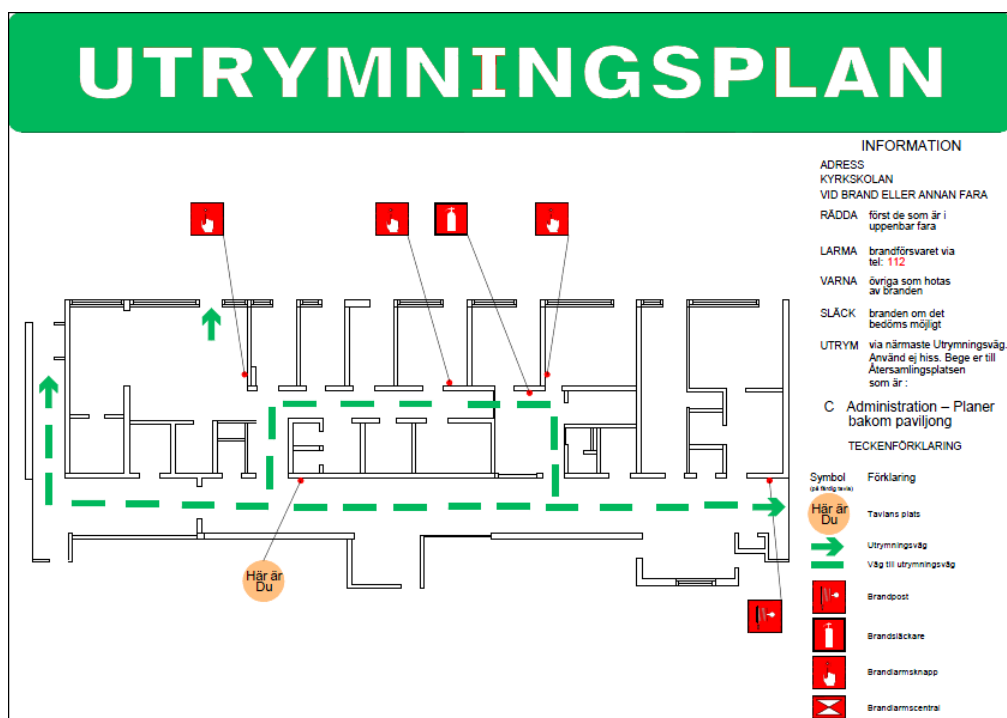 UTRYMNINGSPLAN
INFORMATION
ADRESS
KYRKSKOLAN
VID BRAND ELLER ANNAN FARA
RÄDDA först de som är i
uppenbar fara
LARMA brandförsvaret via
tel: 112
VARNA övriga som hotas
av branden
SLÄCK branden om det
bedöms möjligt
UTRYM via närmaste Utrymningsväg.
Använd ej hiss. Bege er till
Återsamlingsplatsen
som är :
C Administration – Planer
bakom paviljong
TECKENFÖRKLARING
Symbol Förklaring
(på färdig tavla)
Här är
Du
Tavlans plats
Utrymningsväg
Väg till utrymningsväg
Brandpost
Brandsläckare
Brandlarmsknapp
Brandlarmscentral
Här är
Du